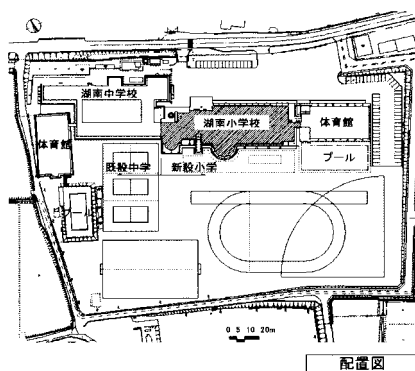 湖南中学校
湖南小学校
体育館
体育館
プール
既設中学
新設小学
0 5 10 20m
配置図